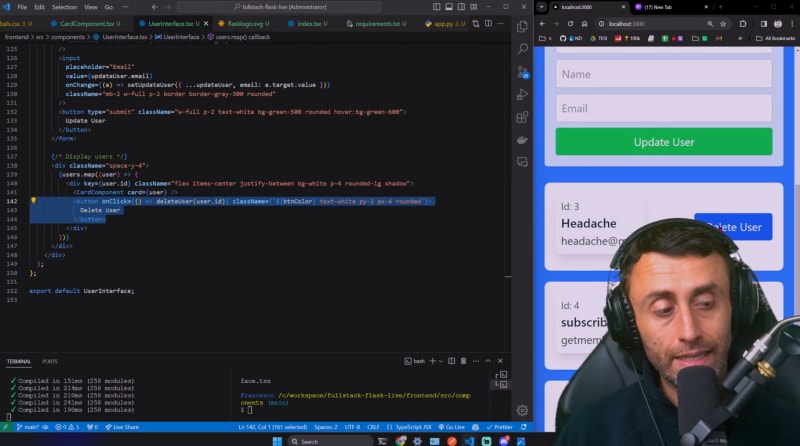 fullstack-flask-live (Administrator)
bals.css 3
CardComponent.tsx
UserInterface.tsx
flasklogo.svg
index.tsx
requirements.txt
app.py 2
frontend > src > components > UserInterface.tsx > UserInterface > users.map() callback
125 />
127 <input
128 placeHolder="Email"
129 value={updateUser.email}
130 onChange={(e) => setUpdateUser({ ...updateUser, email: e.target.value })}
131 className="mb-2 w-full p-2 border border-gray-300 rounded"
132 />
133 <button type="submit" className="w-full p-2 text-white bg-green-500 rounded hover:bg-green-600">
134 Update User
135 </button>
136 </form>
137
138 {/* Display users */}
139 <div className="space-y-4">
140 {users.map((user) => (
141 <div key={user.id} className="flex items-center justify-between bg-white p-4 rounded-lg shadow">
<CardComponent card={user} />
142 <button onClick={() => deleteUser(user.id)} className={`${btnColor} text-white py-2 px-4 rounded`}>
143 Delete User
144 </button>
145 </div>
146 ))}
147 </div>
148 </div>
149 );
150 };
151
152 export default UserInterface;
153
TERMINAL
PORTS
bash
✓ Compiled in 151ms (258 modules)
✓ Compiled in 214ms (258 modules)
✓ Compiled in 210ms (258 modules)
✓ Compiled in 241ms (258 modules)
✓ Compiled in 190ms (258 modules)
face.tsx
Francesco /o/workspace/fullstack-flask-live/frontend/src/comp
onents (main)
$
main*
Live Share
Ln 142, Col 1 (161 selected)
Spaces: 2
UTF-8
CRLF
TypeScript JSX
Go Live
Prettier
Search
localhost:3000
(17) New Tab
localhost:3000
ND
TEG
100k
All Bookmarks
Name
Email
Update User
Id: 3
Headache
headache@m
Delete User
Id: 4
subscrib
getmem